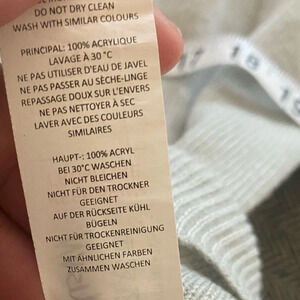 DO NOT DRY CLEAN
WASH WITH SIMILAR COLOURS
PRINCIPAL: 100% ACRYLIQUE
LAVAGE À 30 °C
NE PAS UTILISER D'EAU DE JAVEL
NE PAS PASSER AU SÈCHE-LINGE
REPASSAGE DOUX SUR L'ENVERS
NE PAS NETTOYER À SEC
LAVER AVEC DES COULEURS
SIMILAIRES
HAUPT-: 100% ACRYL
BEI 30°C WASCHEN
NICHT BLEICHEN
NICHT FÜR DEN TROCKNER
GEEIGNET
AUF DER RÜCKSEITE KÜHL
BÜGELN
NICHT FÜR TROCKENREINIGUNG
GEEIGNET
MIT ÄHNLICHEN FARBEN
ZUSAMMEN WASCHEN
17 18 19